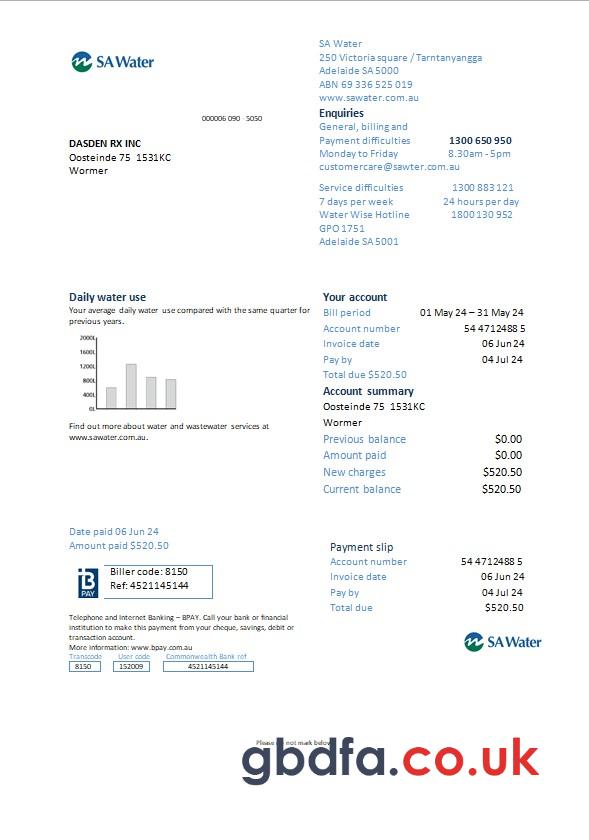 SA Water
SA Water
250 Victoria square / Tarntanyangga
Adelaide SA 5000
ABN 69 336 525 019
www.sawater.com.au
Enquiries
General, billing and
Payment difficulties 1300 650 950
Monday to Friday 8.30am - 5pm
customercare@sawter.com.au
Service difficulties 1300 883 121
7 days per week 24 hours per day
Water Wise Hotline 1800 130 952
GPO 1751
Adelaide SA 5001
000006 090 - 5050
DASDEN RX INC
Oosteinde 75 1531KC
Wormer
Daily water use
Your average daily water use compared with the same quarter for
previous years.
2000L
1600L
1200L
800L
400L
0L
Find out more about water and wastewater services at
www.sawater.com.au.
Your account
Bill period 01 May 24 – 31 May 24
Account number 54 4712488 5
Invoice date 06 Jun 24
Pay by 04 Jul 24
Total due $520.50
Account summary
Oosteinde 75 1531KC
Wormer
Previous balance $0.00
Amount paid $0.00
New charges $520.50
Current balance $520.50
Date paid 06 Jun 24
Amount paid $520.50
B
PAY
Biller code: 8150
Ref: 4521145144
Telephone and Internet Banking – BPAY. Call your bank or financial
institution to make this payment from your cheque, savings, debit or
transaction account.
More information: www.bpay.com.au
Transcode User code Commonwealth Bank ref
8150 152009 4521145144
Payment slip
Account number 54 4712488 5
Invoice date 06 Jun 24
Pay by 04 Jul 24
Total due $520.50
SA Water
Please not mark below
gbdfa.co.uk